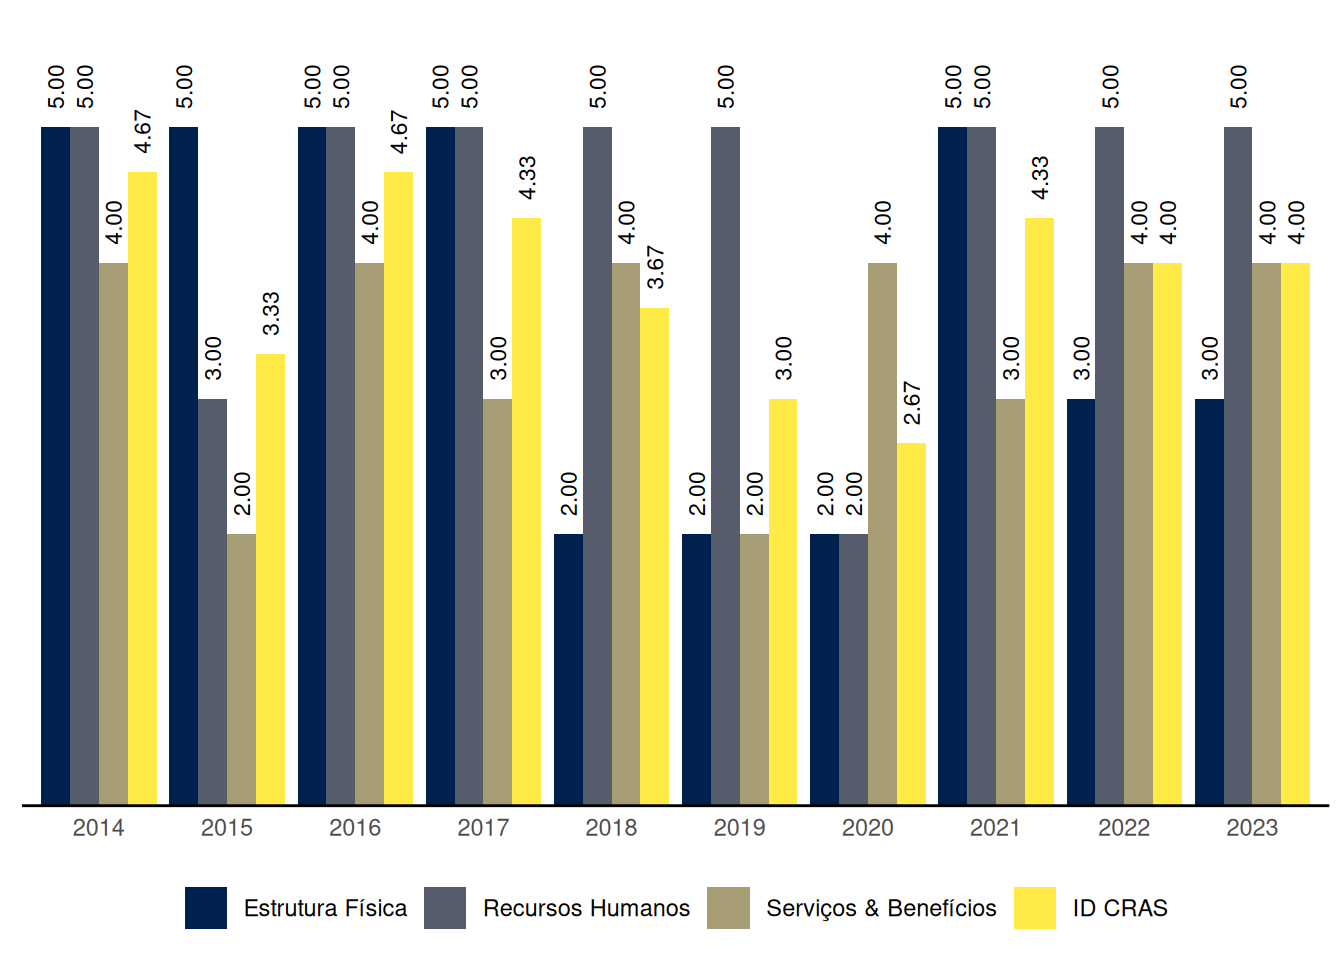 5.00 5.00 4.00 4.67
5.00 3.00 2.00 3.33
5.00 5.00 4.00 4.67
5.00 5.00 3.00 4.33
2.00 5.00 4.00 3.67
2.00 5.00 2.00 3.00
2.00 2.00 4.00 2.67
5.00 5.00 3.00 4.33
3.00 5.00 4.00 4.00
3.00 5.00 4.00 4.00
2014 2015 2016 2017 2018 2019 2020 2021 2022 2023
Estrutura Física Recursos Humanos Serviços & Benefícios ID CRAS